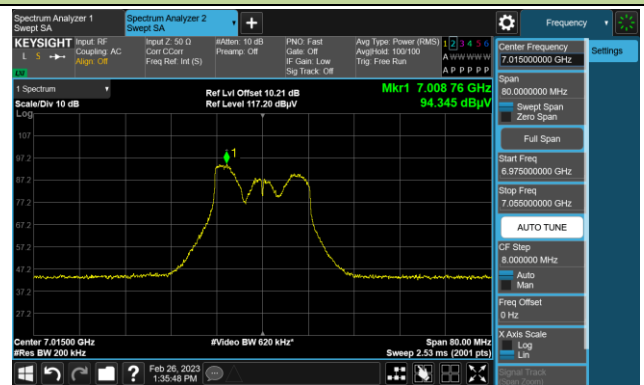 Spectrum Analyzer 1
Swept SA
Spectrum Analyzer 2
Swept SA
+
Frequency
KEYSIGHT
L S
LW
Input: RF
Coupling: AC
Align: Off
Input Z: 50 Ω
Corr CCorr
Freq Ref: Int (S)
#Atten: 10 dB
Preamp: Off
PNO: Fast
Gate: Off
IF Gain: Low
Sig Track: Off
Avg Type: Power (RMS)
Avg|Hold: 100/100
Trig: Free Run
1 2 3 4 5 6
A W W W W W
A P P P P P
1 Spectrum
Scale/Div 10 dB
Log
Ref Lvl Offset 10.21 dB
Ref Level 117.20 dBµV
Mkr1 7.008 76 GHz
94.345 dBµV
107
97.2
87.2
77.2
67.2
57.2
47.2
37.2
27.2
1
Center 7.01500 GHz
#Res BW 200 kHz
#Video BW 620 kHz*
Span 80.00 MHz
Sweep 2.53 ms (2001 pts)
Center Frequency
7.015000000 GHz
Settings
Span
80.0000000 MHz
Swept Span
Zero Span
Full Span
Start Freq
6.975000000 GHz
Stop Freq
7.055000000 GHz
AUTO TUNE
CF Step
8.000000 MHz
Auto
Man
Freq Offset
0 Hz
X Axis Scale
Log
Lin
Signal Track
(Span Zoom)
?
Feb 26, 2023
1:35:48 PM